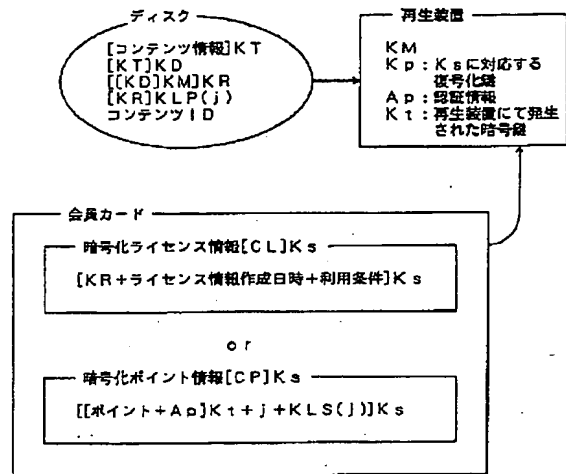 ディスク
[コンテンツ情報]KT
[KT]KD
[[KD]KM]KR
[KR]KLP(j)
コンテンツID
再生装置
KM
Kp:Ksに対応する
復号化鍵
Ap:認証情報
Kt:再生装置にて発生
された暗号鍵
会員カード
暗号化ライセンス情報[CL]Ks
[KR+ライセンス情報作成日時+利用条件]Ks
or
暗号化ポイント情報[CP]Ks
[[ポイント+Ap]Kt+j+KLS(j)]Ks